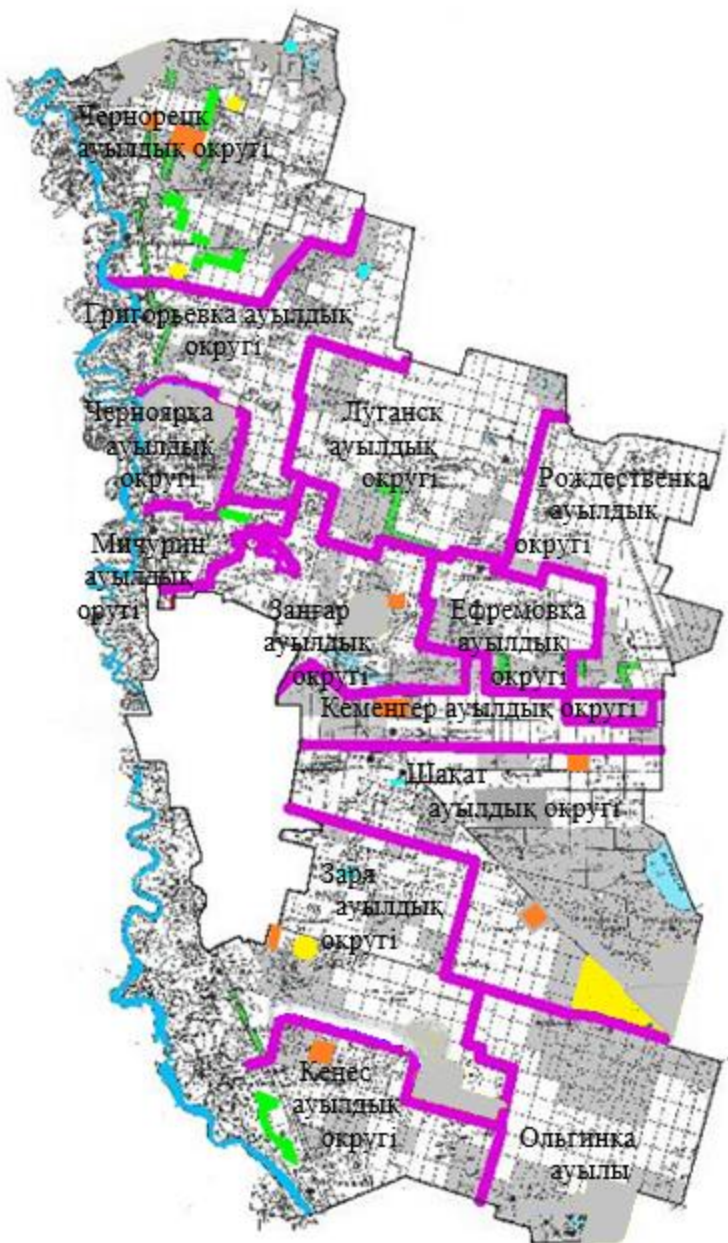 Чернорецк
ауылдық округі
Григорьевка ауылдық
округі
Черноярка
ауылдық
округі
Луганск
ауылдық
округі
Рождественка
ауылдық
округі
Мичурин
ауылдық
оругі
Заңғар
ауылдық
округі
Ефремовка
ауылдық
округі
Кеменгер ауылдық округі
Шақат
ауылдық округі
Заря
ауылдық
округі
Кеңес
ауылдық
округі
Ольгинка
ауылы